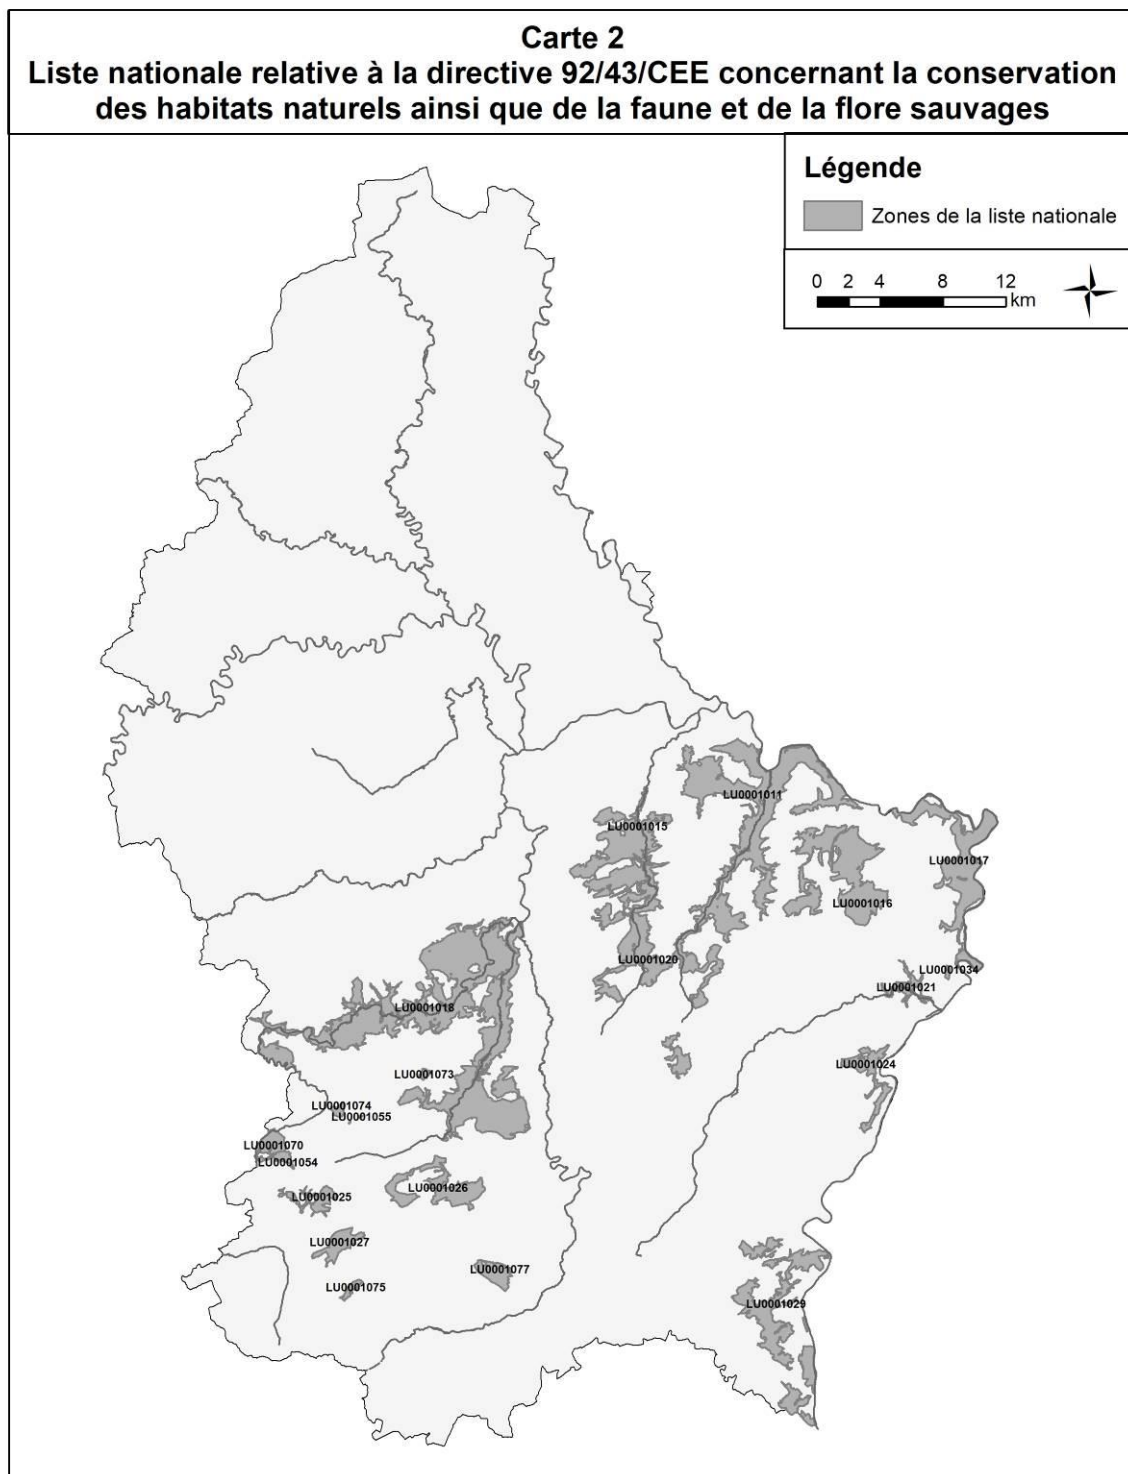 Carte 2
Liste nationale relative à la directive 92/43/CEE concernant la conservation
des habitats naturels ainsi que de la faune et de la flore sauvages
Légende
Zones de la liste nationale
0 2 4 8 12
km
LU0001011
LU0001015
LU0001017
LU0001016
LU0001020
LU0001034
LU0001021
LU0001018
LU0001024
LU0001073
LU0001074
LU0001055
LU0001070
LU0001054
LU0001026
LU0001025
LU0001027
LU0001077
LU0001075
LU0001029